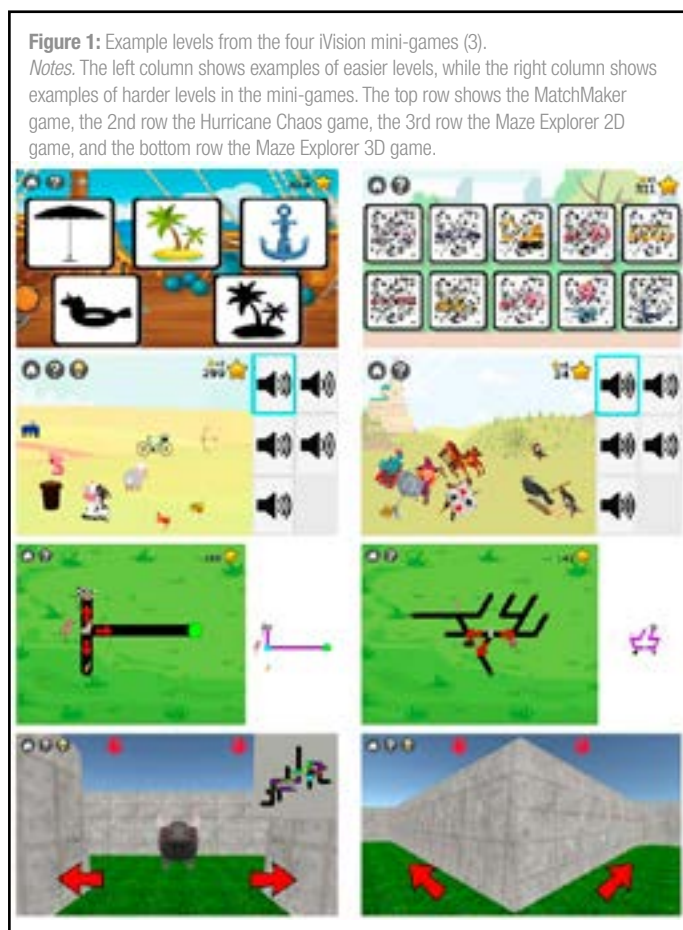 Figure 1: Example levels from the four iVision mini-games (3).
Notes. The left column shows examples of easier levels, while the right column shows
examples of harder levels in the mini-games. The top row shows the MatchMaker
game, the 2nd row the Hurricane Chaos game, the 3rd row the Maze Explorer 2D
game, and the bottom row the Maze Explorer 3D game.